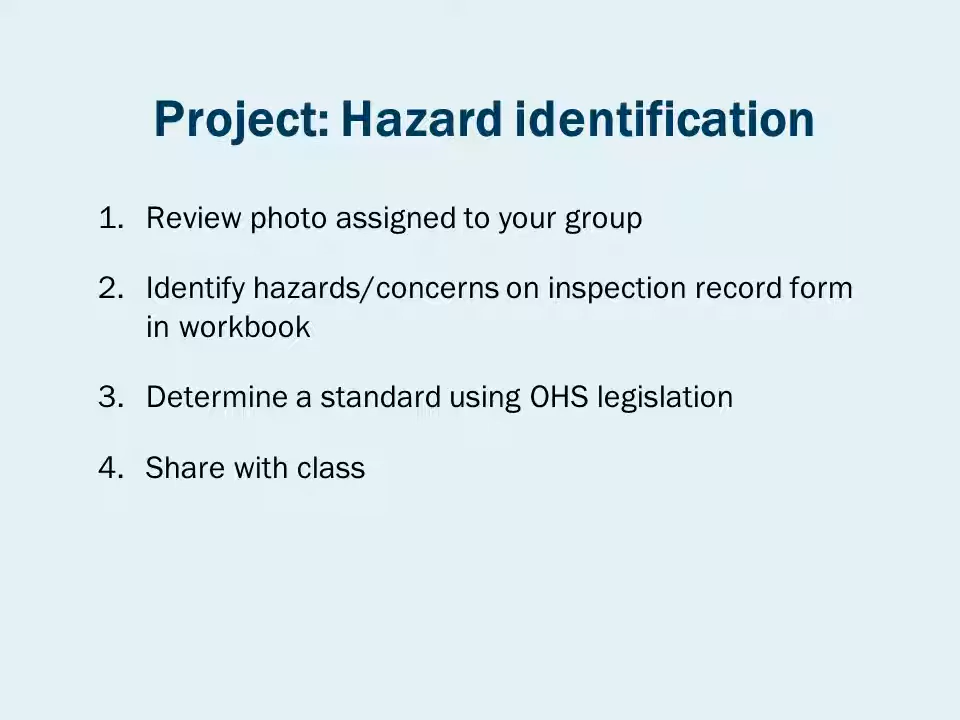 Project: Hazard identification
1. Review photo assigned to your group
2. Identify hazards/concerns on inspection record form
in workbook
3. Determine a standard using OHS legislation
4. Share with class